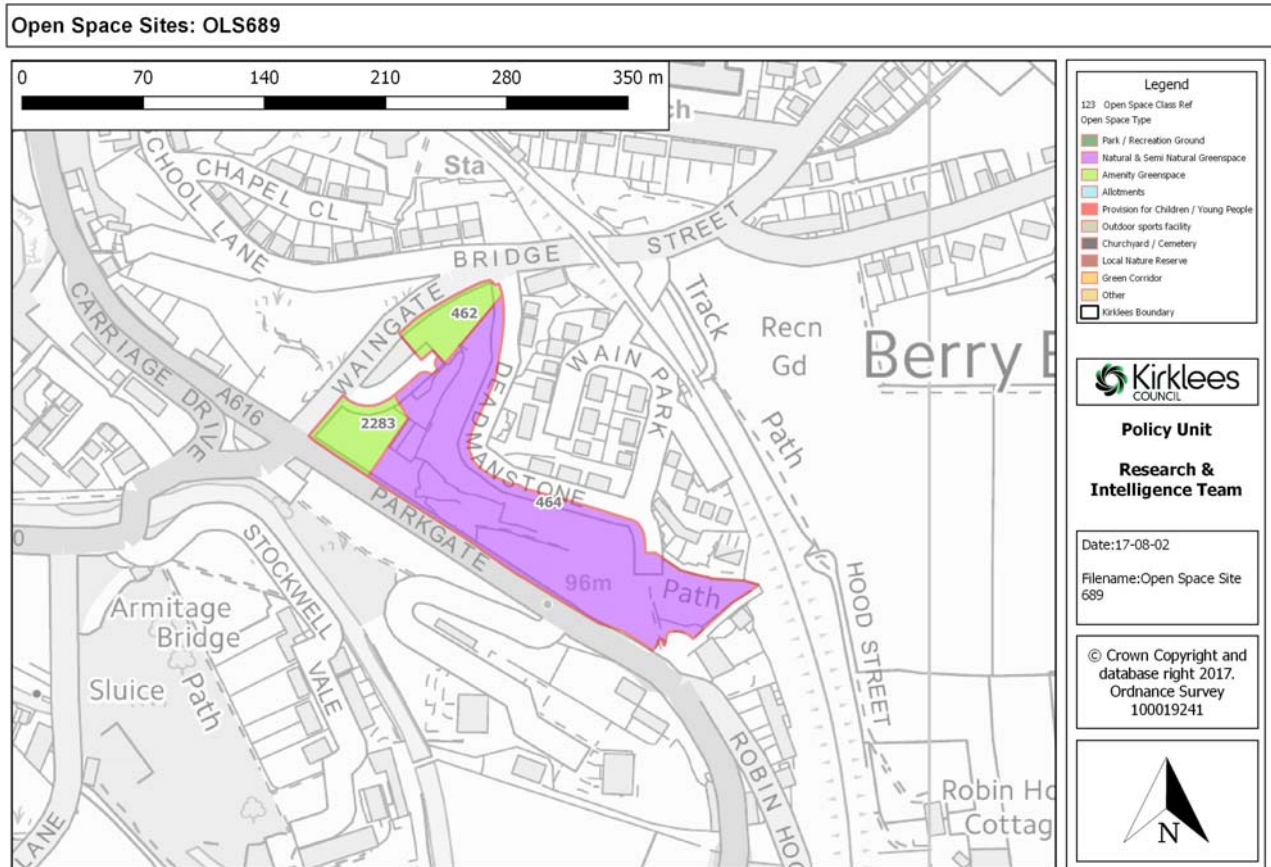 Open Space Sites: OLS689
0 70 140 210 280 350 m
Sta
CHAPEL CL
SCHOOL LANE
BRIDGE STREET
WAINGATE
462
CARRIAGE DRIVE
A616
2283
DEADMANSTONE
WAIN PARK
464
PARKGATE
96m
Path
Track
Path
Recn
Gd
Berry
HOOD STREET
STOCKWELL VALE
Armitage
Bridge
Sluice
Path
LANE
ROBIN
Robin
Cottag
Legend
123 Open Space Class Ref
Open Space Type
Park / Recreation Ground
Natural & Semi Natural Greenspace
Amenity Greenspace
Allotments
Provision for Children / Young People
Outdoor sports facility
Churchyard / Cemetery
Local Nature Reserve
Green Corridor
Other
Kirklees Boundary
Kirklees
COUNCIL
Policy Unit
Research &
Intelligence Team
Date:17-08-02
Filename:Open Space Site
689
© Crown Copyright and
database right 2017.
Ordnance Survey
100019241
N